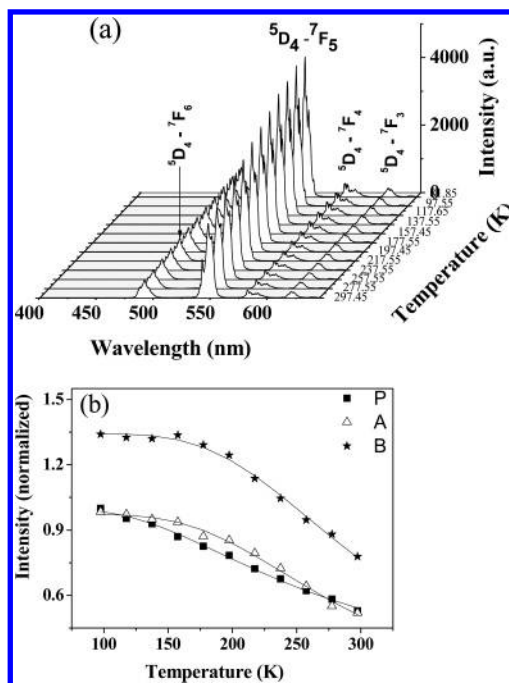 (a)
⁵D₄ -⁷F₅
⁵D₄ - ⁷F₆
⁵D₄ - ⁷F₄
⁵D₄ - ⁷F₃
4000
2000
0
Intensity (a.u.)
97.55
117.65
137.55
157.45
177.55
197.45
217.55
237.55
257.55
277.55
297.45
Temperature (K)
400 450 500 550 600
Wavelength (nm)
(b)
P
A
B
1.5
1.2
0.9
0.6
Intensity (normalized)
100 150 200 250 300
Temperature (K)